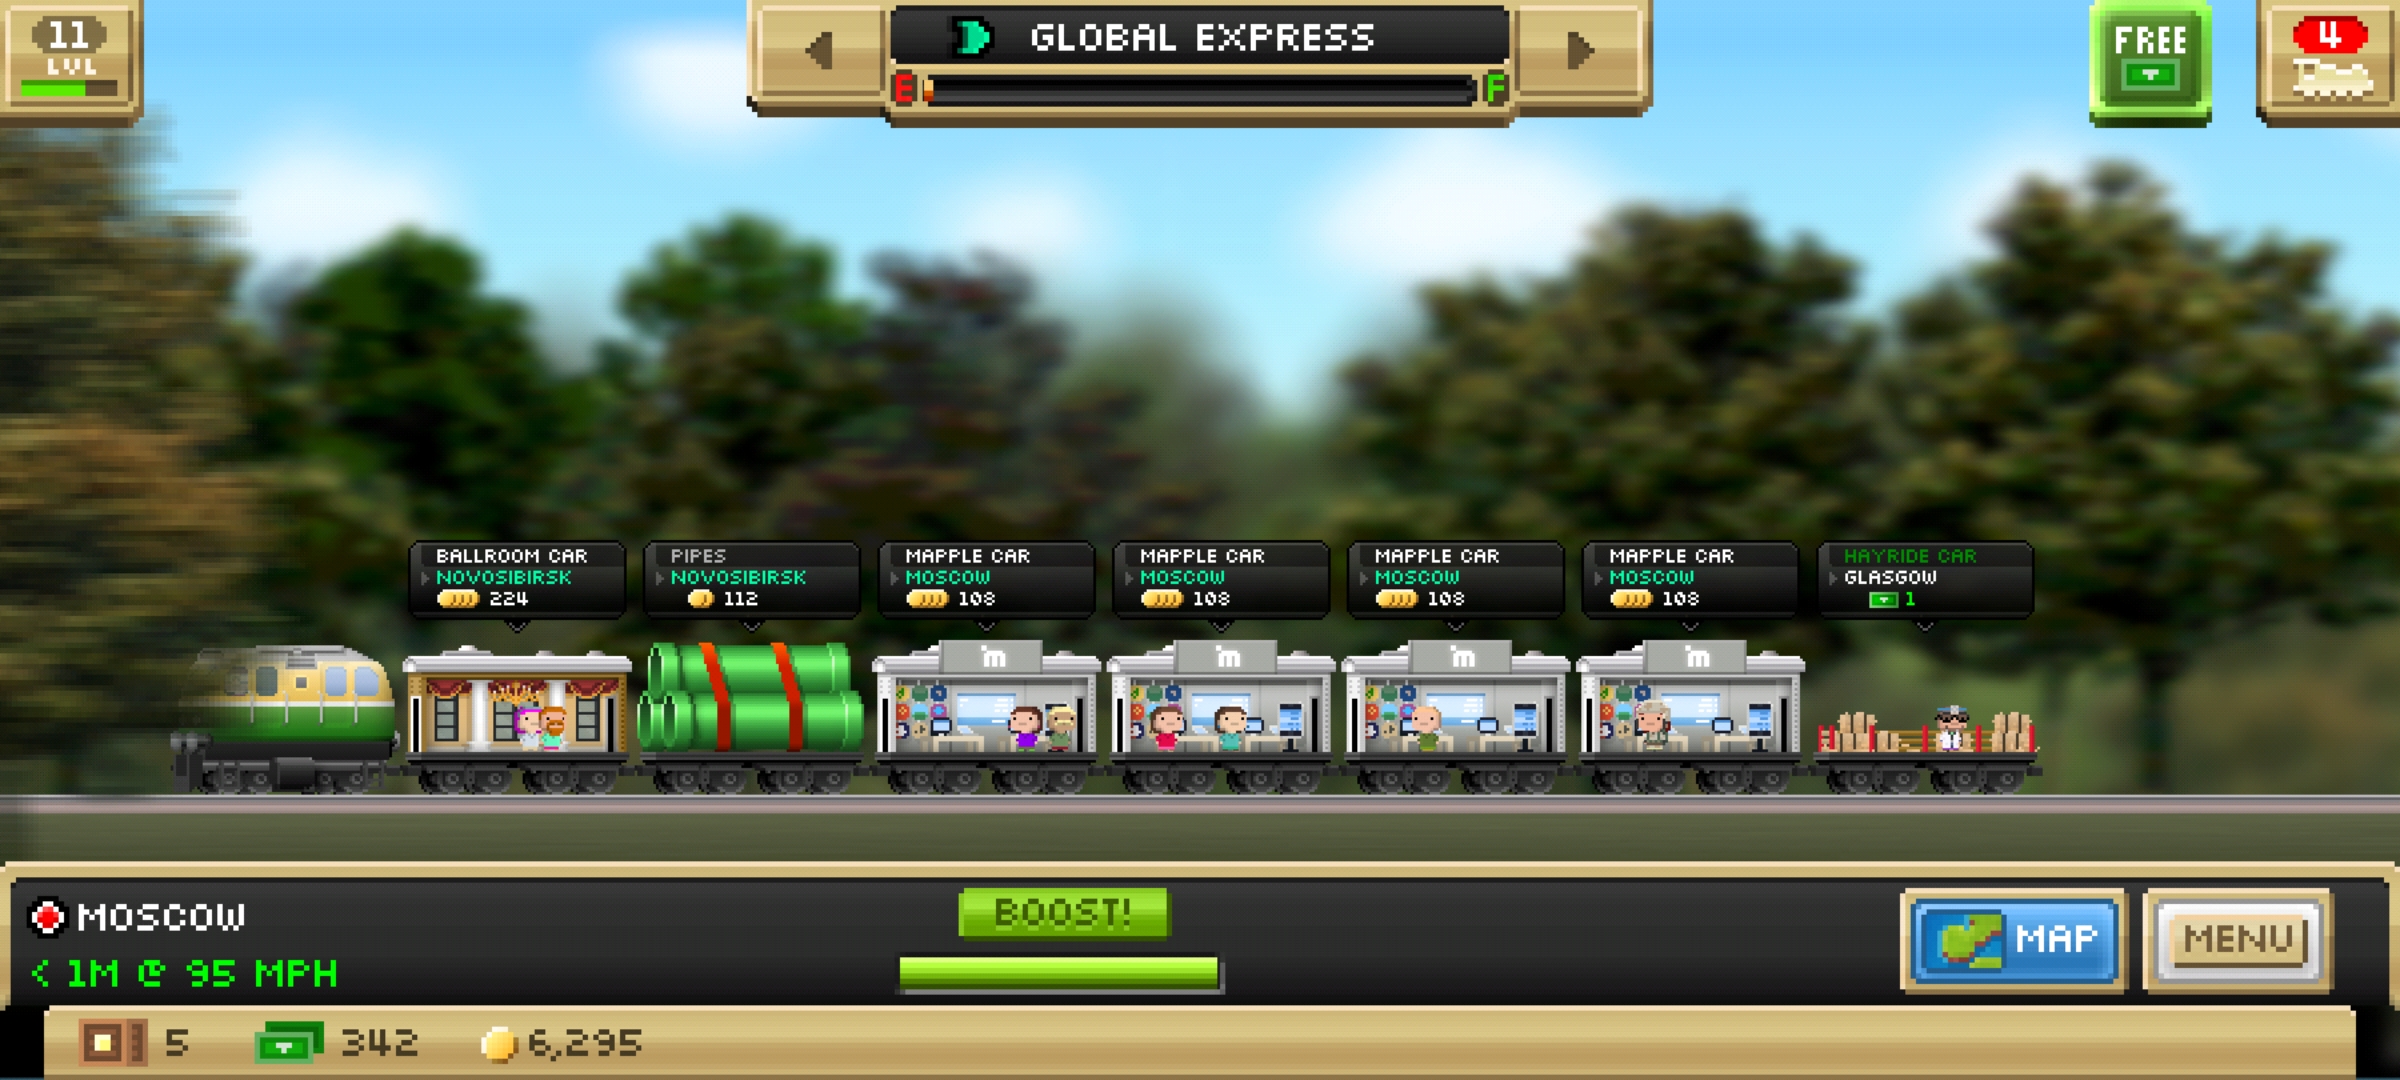 11
LVL
GLOBAL EXPRESS
E F
FREE
4
BALLROOM CAR
NOVOSIBIRSK
224
PIPES
NOVOSIBIRSK
112
MAPPLE CAR
MOSCOW
108
MAPPLE CAR
MOSCOW
108
MAPPLE CAR
MOSCOW
108
MAPPLE CAR
MOSCOW
108
HAYRIDE CAR
GLASGOW
1
m
m
m
m
MOSCOW
< 1M @ 95 MPH
BOOST!
MAP
MENU
5
342
6,295